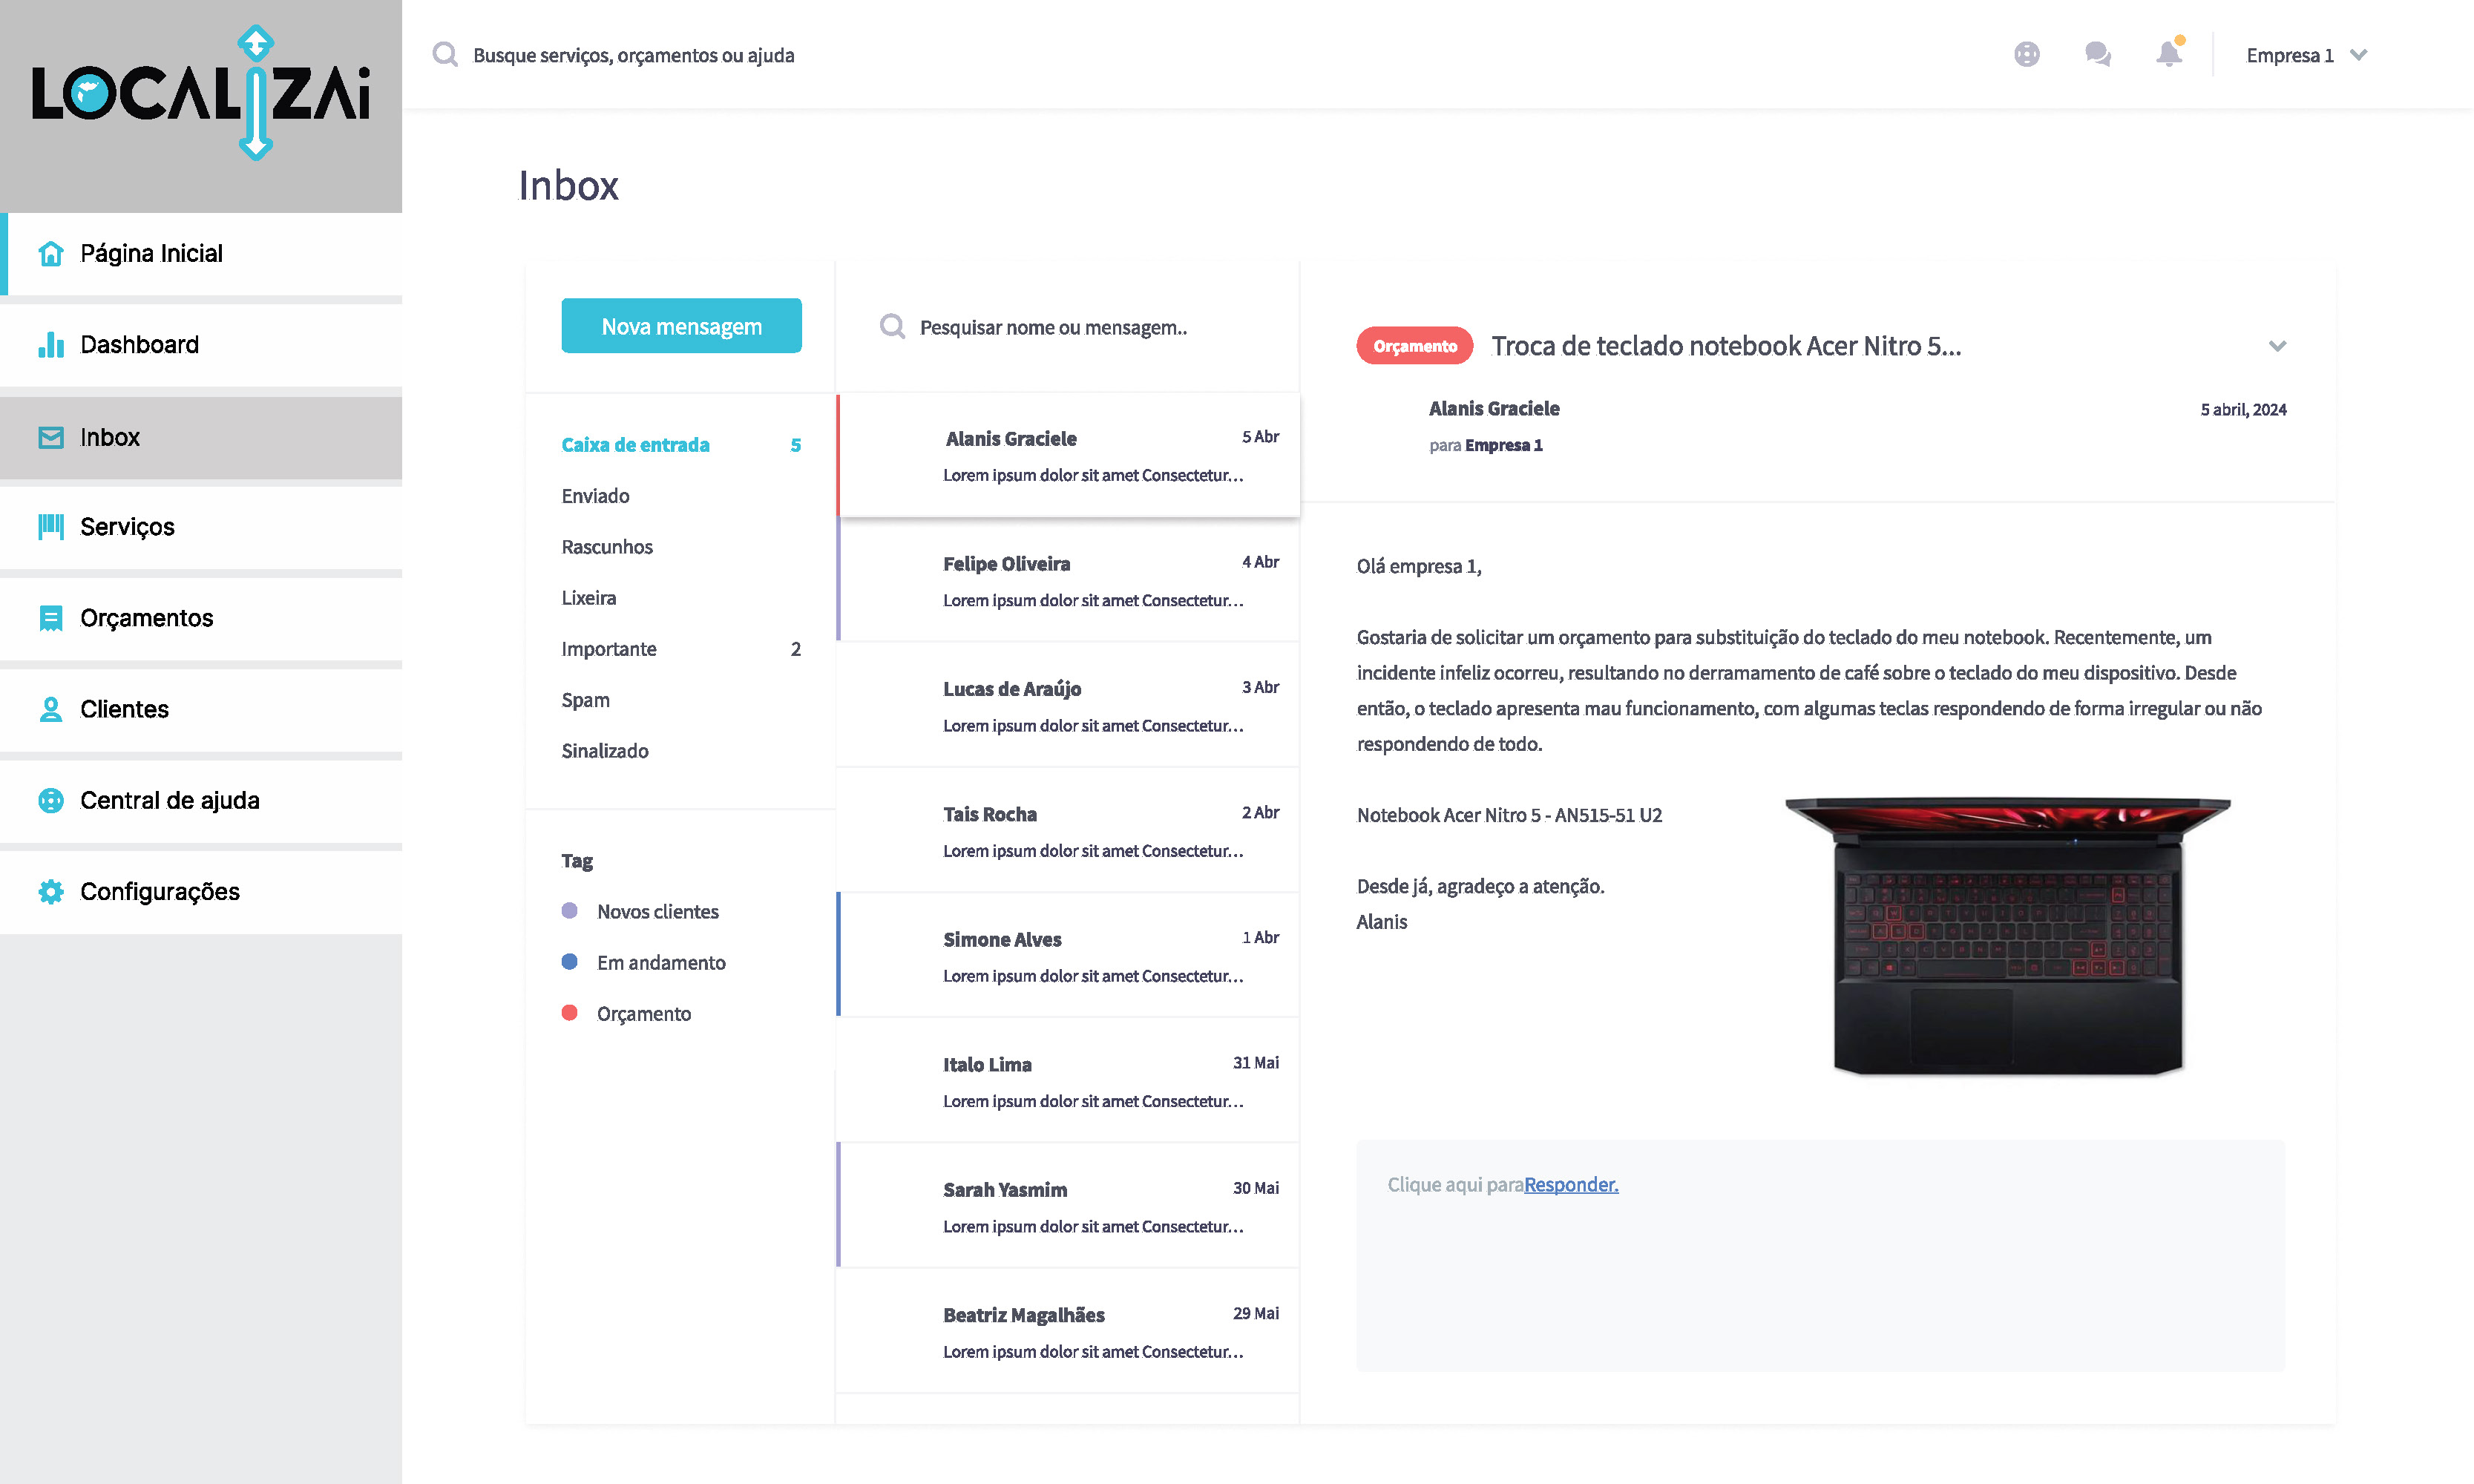 LOCALiZAi
Busque serviços, orçamentos ou ajuda
Empresa 1
Página Inicial
Dashboard
Inbox
Serviços
Orçamentos
Clientes
Central de ajuda
Configurações
Inbox
Nova mensagem
Caixa de entrada 5
Enviado
Rascunhos
Lixeira
Importante 2
Spam
Sinalizado
Tag
Novos clientes
Em andamento
Orçamento
Pesquisar nome ou mensagem..
Alanis Graciele 5 Abr
Lorem ipsum dolor sit amet Consectetur...
Felipe Oliveira 4 Abr
Lorem ipsum dolor sit amet Consectetur...
Lucas de Araújo 3 Abr
Lorem ipsum dolor sit amet Consectetur...
Tais Rocha 2 Abr
Lorem ipsum dolor sit amet Consectetur...
Simone Alves 1 Abr
Lorem ipsum dolor sit amet Consectetur...
Italo Lima 31 Mai
Lorem ipsum dolor sit amet Consectetur...
Sarah Yasmim 30 Mai
Lorem ipsum dolor sit amet Consectetur...
Beatriz Magalhães 29 Mai
Lorem ipsum dolor sit amet Consectetur...
Orçamento Troca de teclado notebook Acer Nitro 5...
Alanis Graciele 5 abril, 2024
para Empresa 1
Olá empresa 1,
Gostaria de solicitar um orçamento para substituição do teclado do meu notebook. Recentemente, um
incidente infeliz ocorreu, resultando no derramamento de café sobre o teclado do meu dispositivo. Desde
então, o teclado apresenta mau funcionamento, com algumas teclas respondendo de forma irregular ou não
respondendo de todo.
Notebook Acer Nitro 5 - AN515-51 U2
Desde já, agradeço a atenção.
Alanis
Clique aqui paraResponder.